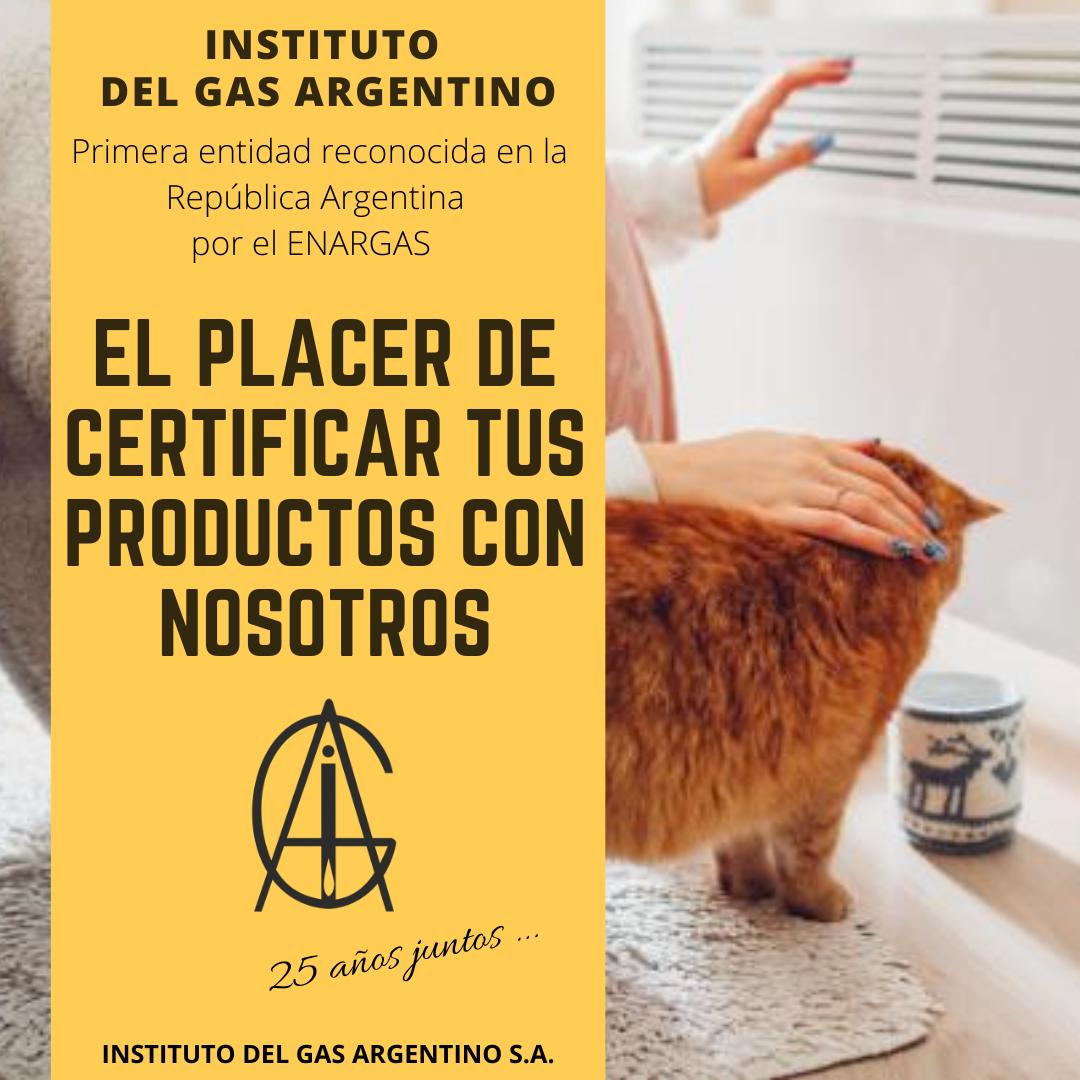 INSTITUTO
DEL GAS ARGENTINO
Primera entidad reconocida en la
República Argentina
por el ENARGAS
EL PLACER DE
CERTIFICAR TUS
PRODUCTOS CON
NOSOTROS
25 años juntos ...
INSTITUTO DEL GAS ARGENTINO S.A.